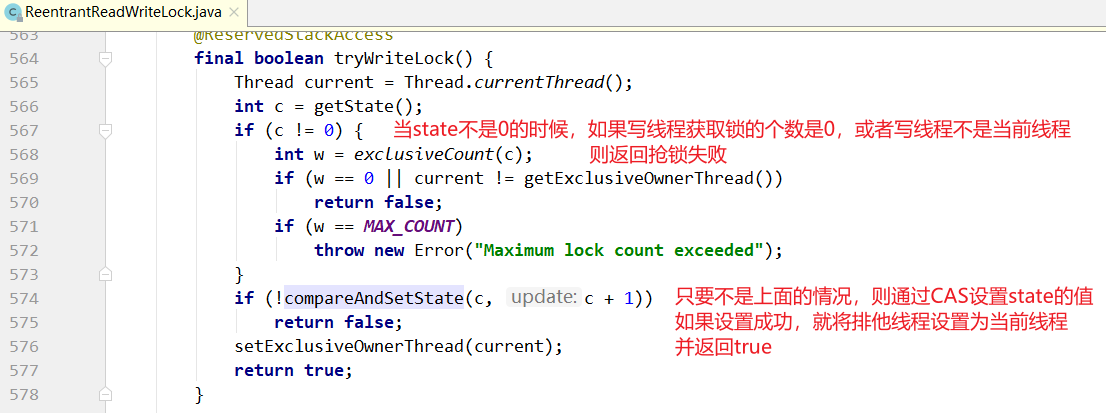 ReentrantReadWriteLock.java
563 @ReservedStackAccess
564 final boolean tryWriteLock() {
565 Thread current = Thread.currentThread();
566 int c = getState();
567 if (c != 0) { 当state不是0的时候，如果写线程获取锁的个数是0，或者写线程不是当前线程
568 int w = exclusiveCount(c); 则返回抢锁失败
569 if (w == 0 || current != getExclusiveOwnerThread())
570 return false;
571 if (w == MAX_COUNT)
572 throw new Error("Maximum lock count exceeded");
573 }
574 if (!compareAndSetState(c, update: c + 1)) 只要不是上面的情况，则通过CAS设置state的值
575 return false; 如果设置成功，就将排他线程设置为当前线程
576 setExclusiveOwnerThread(current); 并返回true
577 return true;
578 }